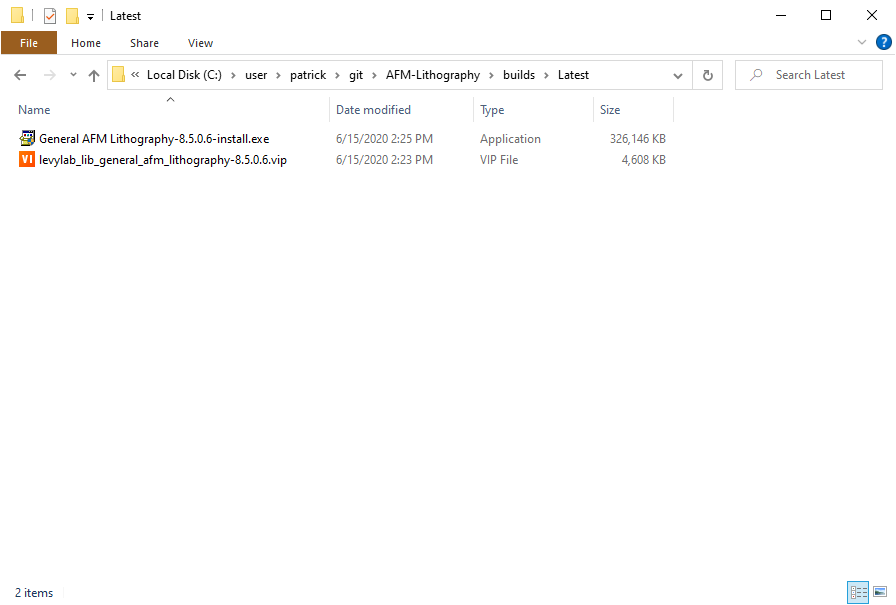 Latest
File Home Share View ?
« Local Disk (C:) › user › patrick › git › AFM-Lithography › builds › Latest Search Latest
Name Date modified Type Size
General AFM Lithography-8.5.0.6-install.exe 6/15/2020 2:25 PM Application 326,146 KB
VI levylab_lib_general_afm_lithography-8.5.0.6.vip 6/15/2020 2:23 PM VIP File 4,608 KB
2 items